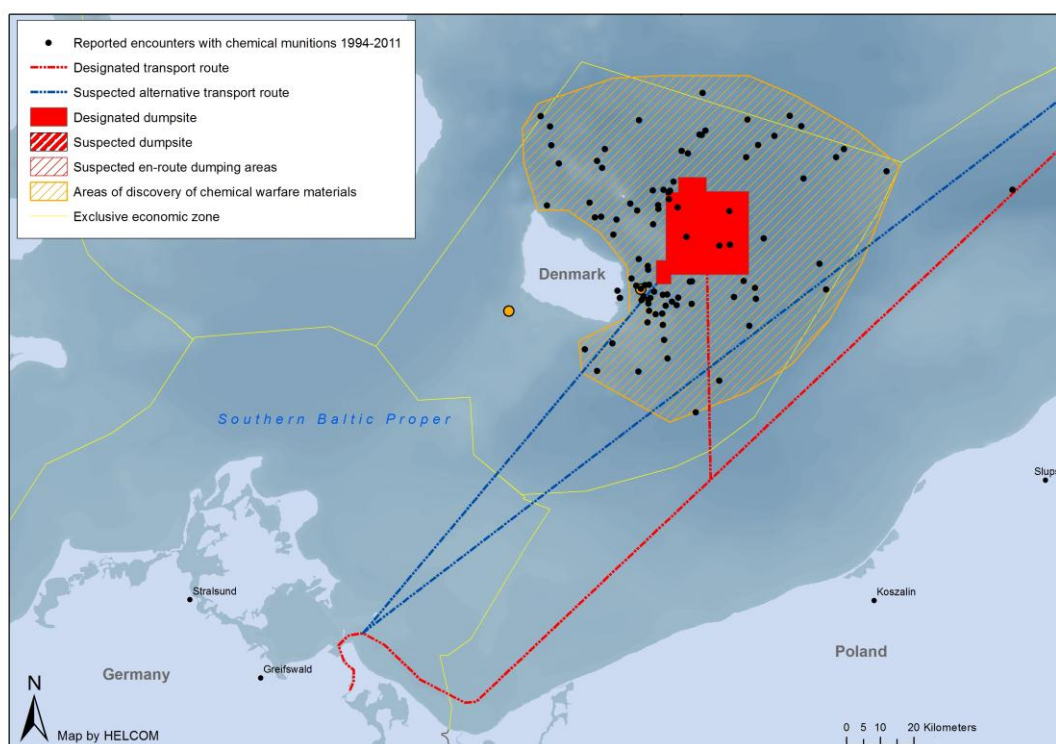 Reported encounters with chemical munitions 1994-2011
Designated transport route
Suspected alternative transport route
Designated dumpsite
Suspected dumpsite
Suspected en-route dumping areas
Areas of discovery of chemical warfare materials
Exclusive economic zone
Denmark
Southern Baltic Proper
Slups
Stralsund
Koszalin
Greifswald
Germany
Poland
N
Map by HELCOM
0 5 10 20 Kilometers